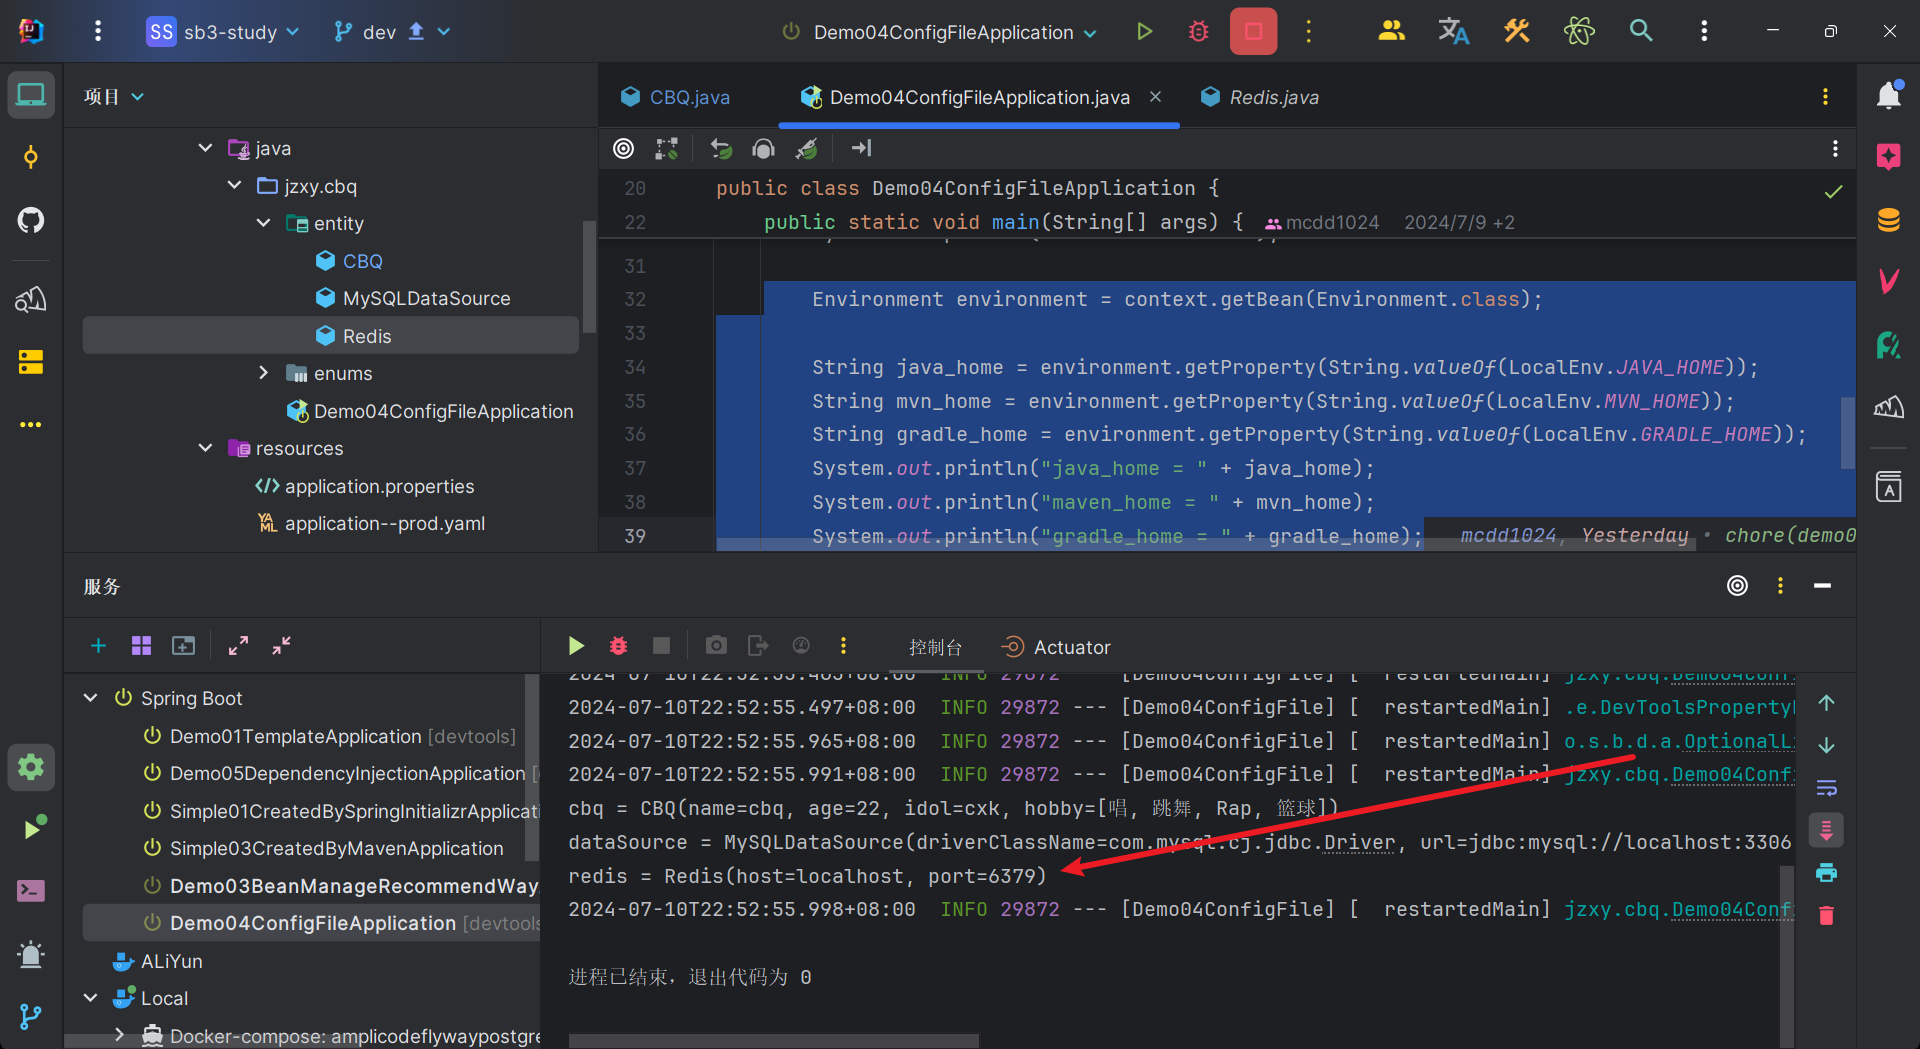 SS sb3-study dev Demo04ConfigFileApplication
项目
CBQ.java Demo04ConfigFileApplication.java Redis.java
java
jzxy.cbq
entity
CBQ
MySQLDataSource
Redis
enums
Demo04ConfigFileApplication
resources
application.properties
application--prod.yaml
20 public class Demo04ConfigFileApplication {
22 public static void main(String[] args) { mcdd1024 2024/7/9 +2
31
32 Environment environment = context.getBean(Environment.class);
33
34 String java_home = environment.getProperty(String.valueOf(LocalEnv.JAVA_HOME));
35 String mvn_home = environment.getProperty(String.valueOf(LocalEnv.MVN_HOME));
36 String gradle_home = environment.getProperty(String.valueOf(LocalEnv.GRADLE_HOME));
37 System.out.println("java_home = " + java_home);
38 System.out.println("maven_home = " + mvn_home);
39 System.out.println("gradle_home = " + gradle_home); mcdd1024, Yesterday • chore(demo0
服务
控制台 Actuator
Spring Boot
Demo01TemplateApplication [devtools]
Demo05DependencyInjectionApplication [
Simple01CreatedBySpringInitializrApplicati
Simple03CreatedByMavenApplication
Demo03BeanManageRecommendWay
Demo04ConfigFileApplication [devtools
ALiYun
Local
Docker-compose: amplicodeflywaypostgre
INFO 29872 --- [Demo04ConfigFile] [ restartedMain] jzxy.cbq.Demo04Conf
2024-07-10T22:52:55.497+08:00 INFO 29872 --- [Demo04ConfigFile] [ restartedMain] .e.DevToolsProperty
2024-07-10T22:52:55.965+08:00 INFO 29872 --- [Demo04ConfigFile] [ restartedMain] o.s.b.d.a.OptionalL
2024-07-10T22:52:55.991+08:00 INFO 29872 --- [Demo04ConfigFile] [ restartedMain] jzxy.cbq.Demo04Conf
cbq = CBQ(name=cbq, age=22, idol=cxk, hobby=[唱, 跳舞, Rap, 篮球])
dataSource = MySQLDataSource(driverClassName=com.mysql.cj.jdbc.Driver, url=jdbc:mysql://localhost:3306
redis = Redis(host=localhost, port=6379)
2024-07-10T22:52:55.998+08:00 INFO 29872 --- [Demo04ConfigFile] [ restartedMain] jzxy.cbq.Demo04Conf
进程已结束，退出代码为 0